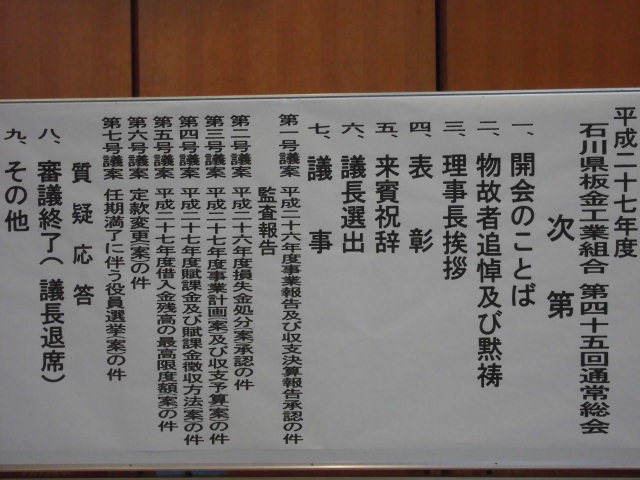 平成二十七年度
石川県板金工業組合 第四十五回通常総会
次第
一、開会のことば
二、物故者追悼及び黙祷
三、理事長挨拶
四、表彰
五、来賓祝辞
六、議長選出
七、議事
第一号議案 平成二十六年度事業報告及び収支決算報告承認の件
監査報告
第二号議案 平成二十六年度損失金処分(案)承認の件
第三号議案 平成二十七年度事業計画(案)及び収支予算(案)の件
第四号議案 平成二十七年度賦課金及び賦課金徴収方法(案)の件
第五号議案 平成二十七年度借入金残高の最高限度額(案)の件
第六号議案 定款変更(案)の件
第七号議案 任期満了に伴う役員選挙(案)の件
質疑応答
八、審議終了(議長退席)
九、その他